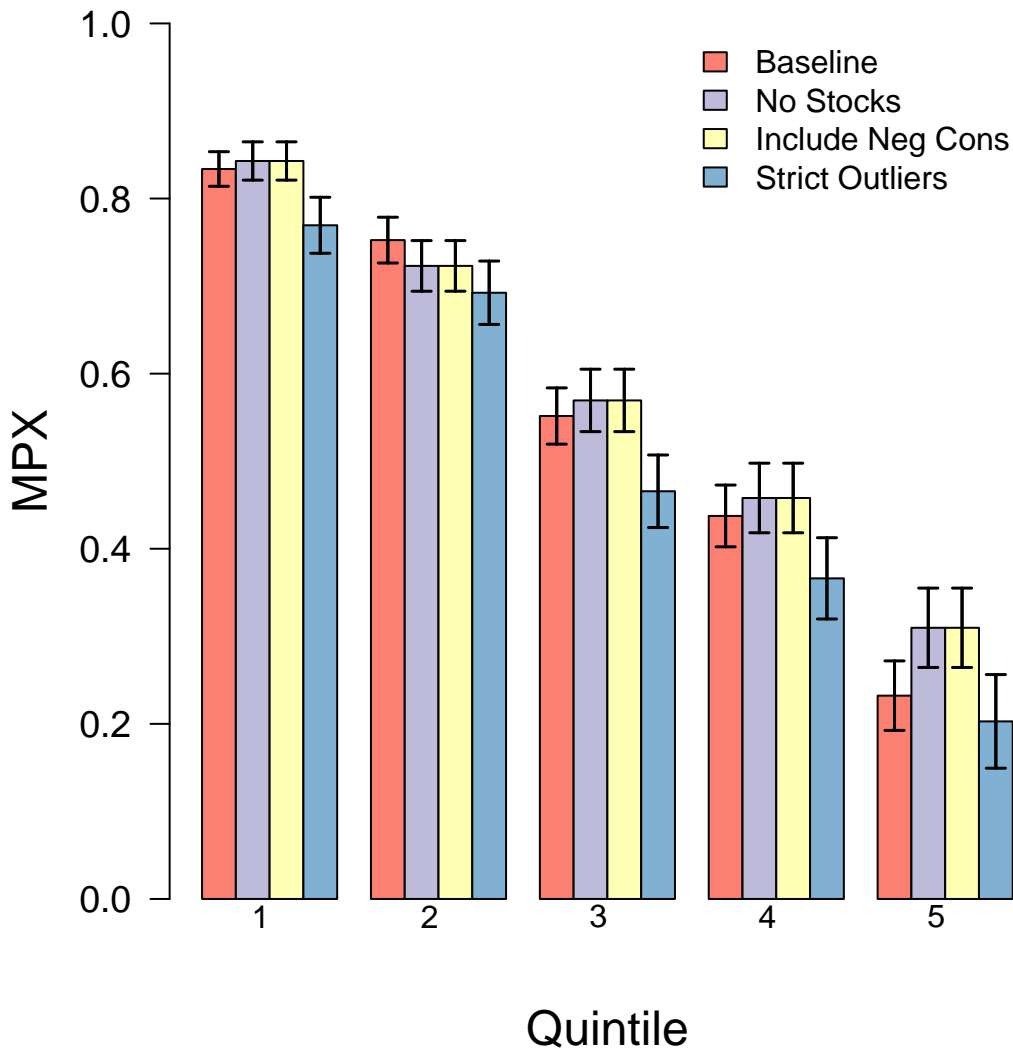 1.0
0.8
0.6
0.4
0.2
0.0
MPX
Baseline
No Stocks
Include Neg Cons
Strict Outliers
1 2 3 4 5
Quintile